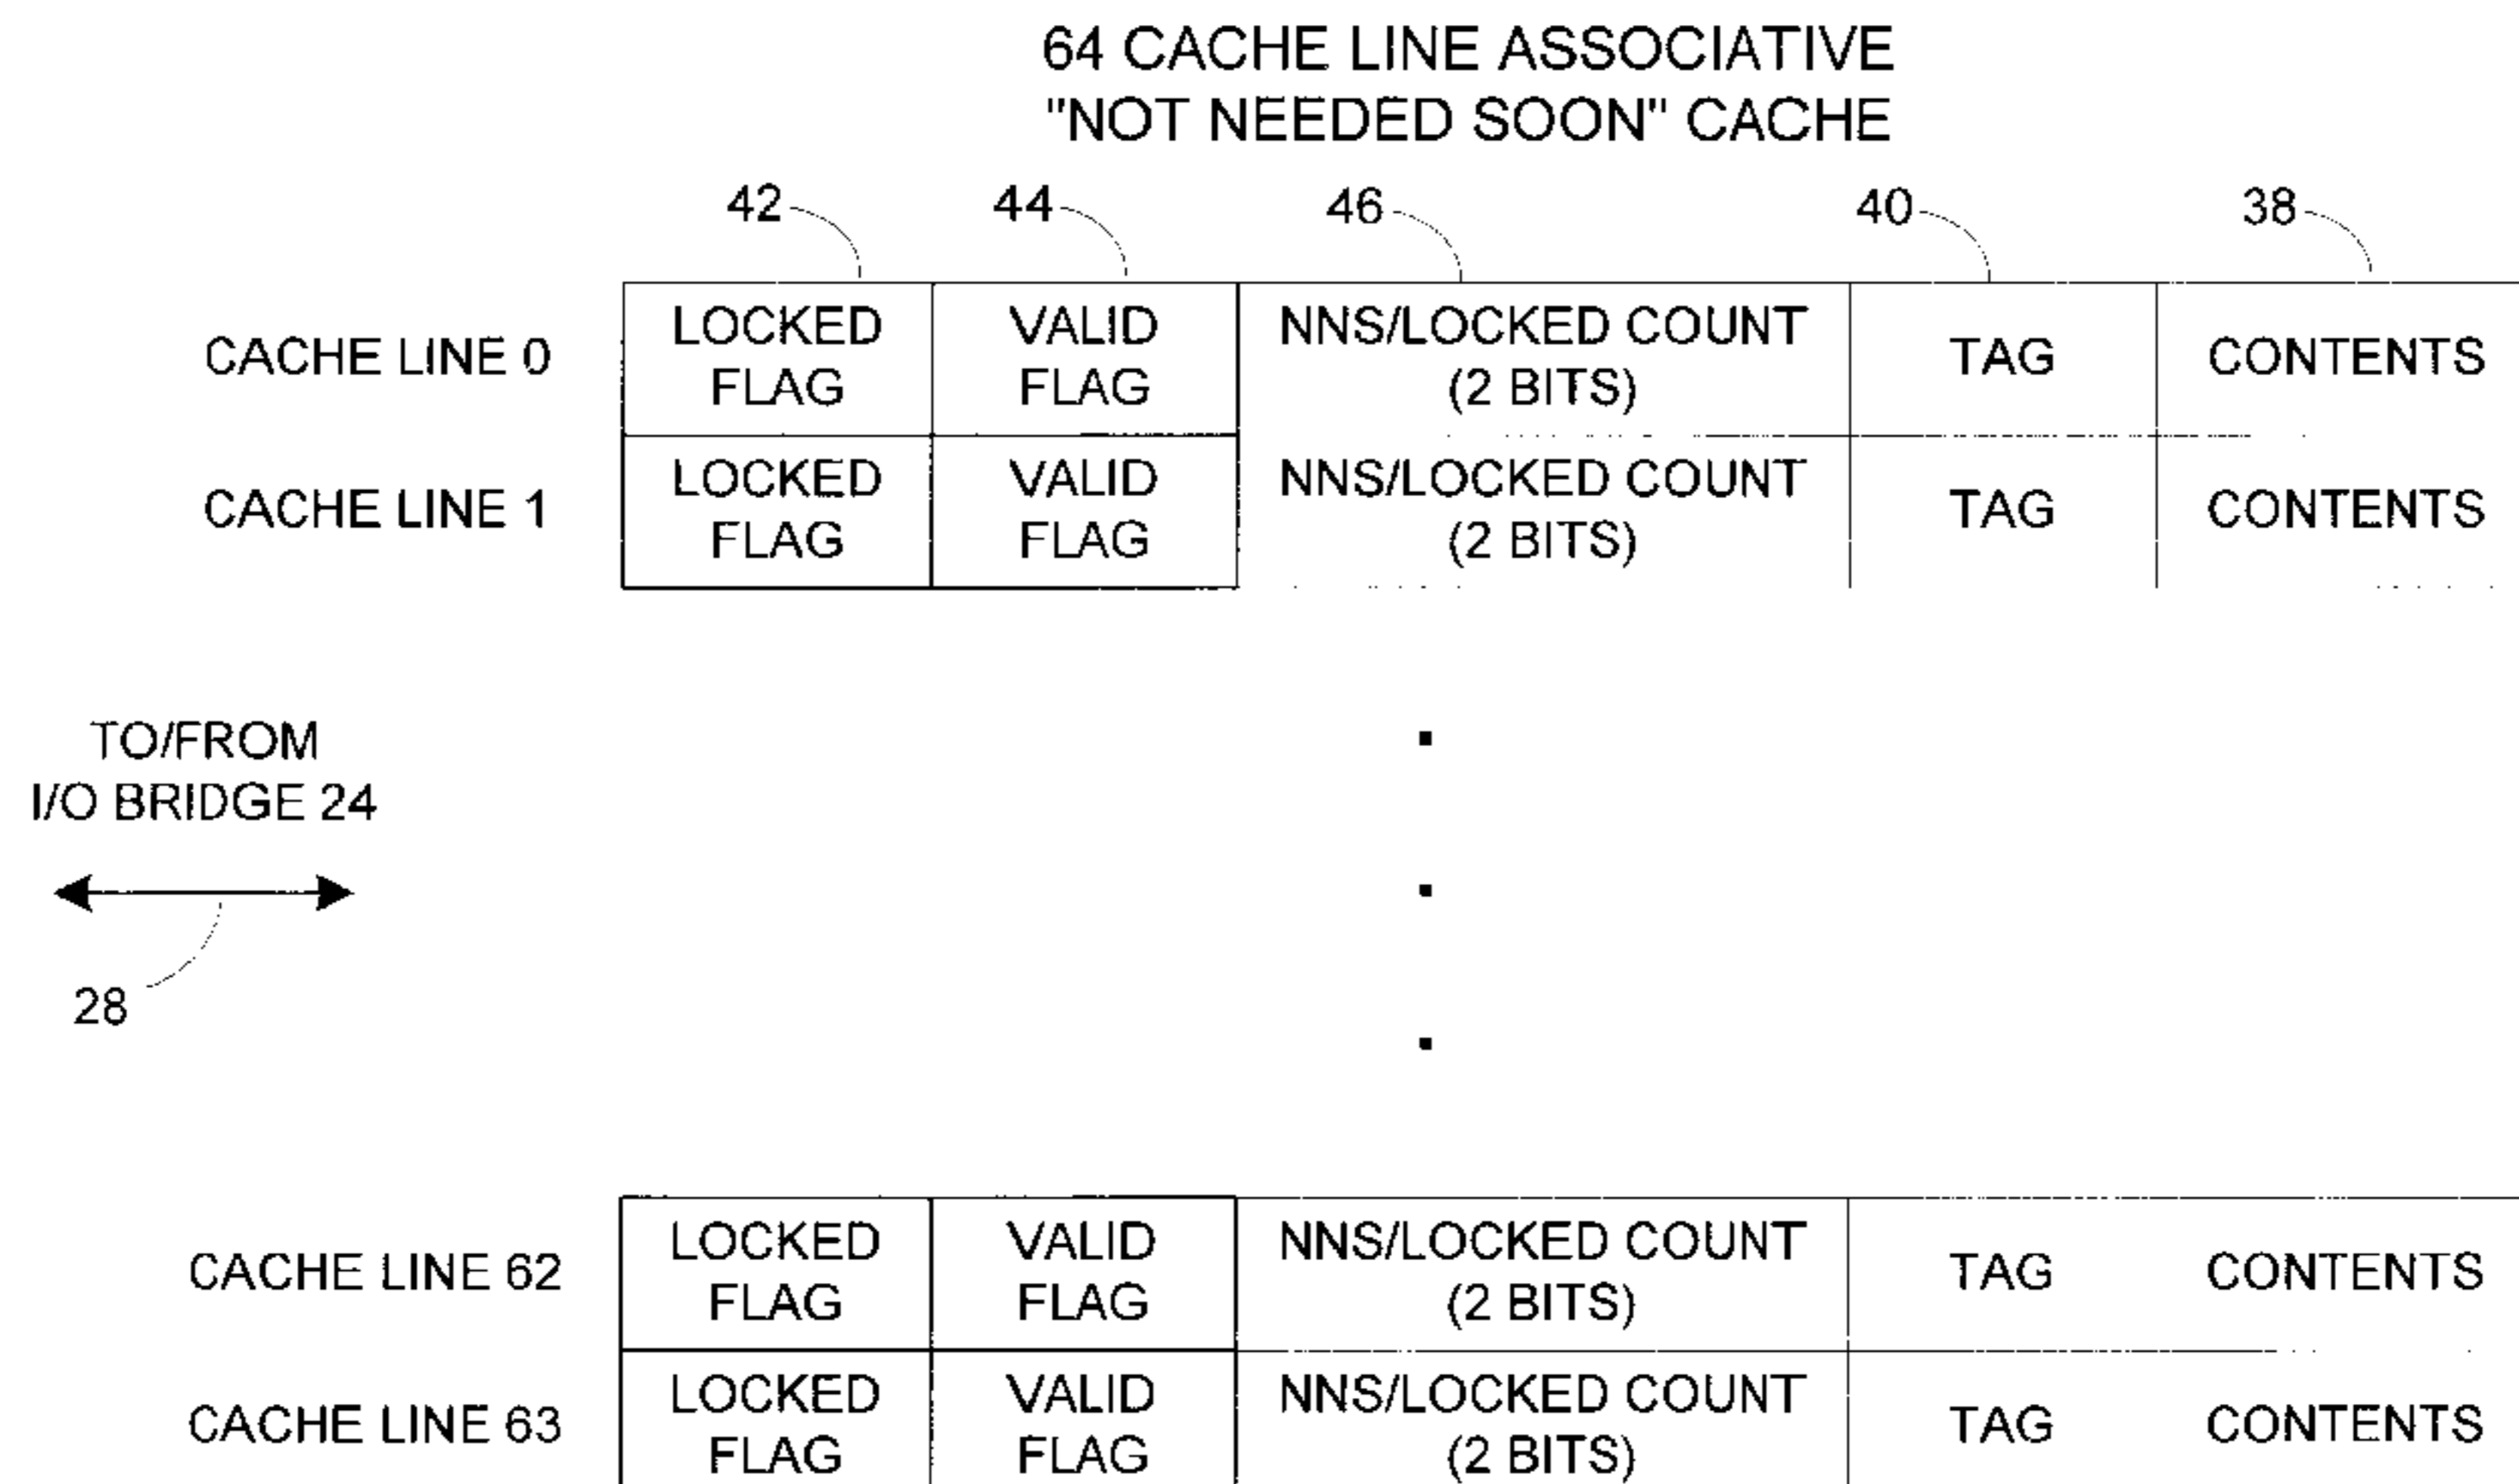 64 CACHE LINE ASSOCIATIVE
"NOT NEEDED SOON" CACHE
42 44 46 40 38
CACHE LINE 0
LOCKED FLAG
VALID FLAG
NNS/LOCKED COUNT (2 BITS)
TAG
CONTENTS
CACHE LINE 1
LOCKED FLAG
VALID FLAG
NNS/LOCKED COUNT (2 BITS)
TAG
CONTENTS
TO/FROM
I/O BRIDGE 24
28
CACHE LINE 62
LOCKED FLAG
VALID FLAG
NNS/LOCKED COUNT (2 BITS)
TAG
CONTENTS
CACHE LINE 63
LOCKED FLAG
VALID FLAG
NNS/LOCKED COUNT (2 BITS)
TAG
CONTENTS